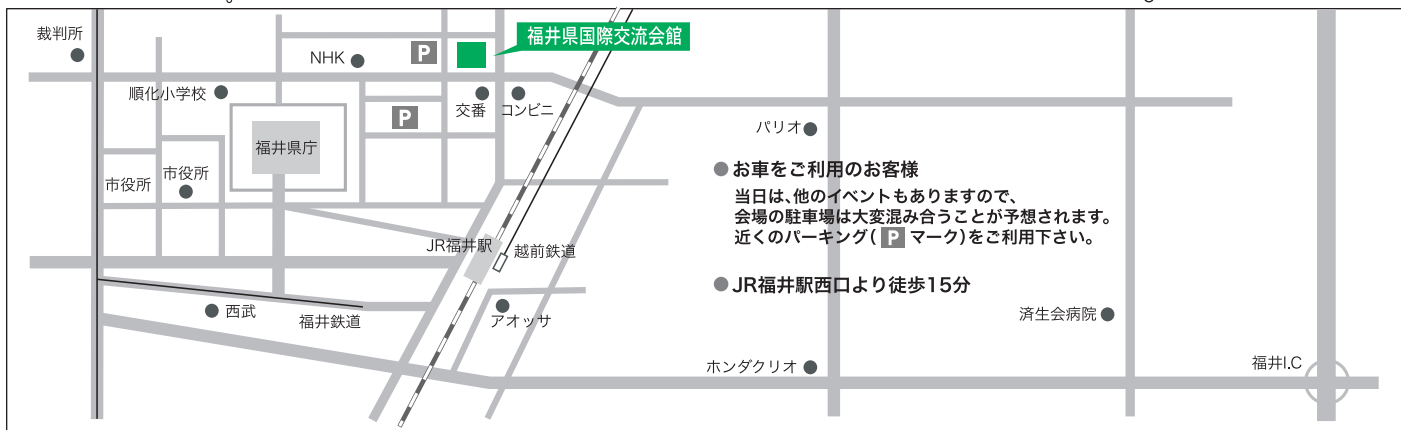 裁判所
NHK
P
福井県国際交流会館
順化小学校
P
交番
コンビニ
福井県庁
市役所
市役所
パリオ
●お車をご利用のお客様
当日は、他のイベントもありますので、
会場の駐車場は大変混み合うことが予想されます。
近くのパーキング( P マーク)をご利用下さい。
JR福井駅
越前鉄道
●JR福井駅西口より徒歩15分
西武
福井鉄道
アオッサ
済生会病院
ホンダクリオ
福井I.C